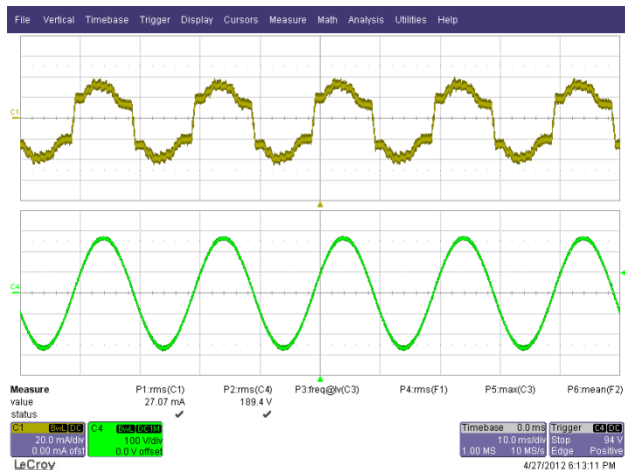 File Vertical Timebase Trigger Display Cursors Measure Math Analysis Utilities Help
C1
C4
Measure P1:rms(C1) P2:rms(C4) P3:freq@lv(C3) P4:rms(F1) P5:max(C3) P6:mean(F2)
value 27.07 mA 189.4 V
status
C1 BwL DC C4 BwL DC1M Timebase 0.0 ms Trigger C4 DC
20.0 mA/div 100 V/div 10.0 ms/div Stop 94 V
0.00 mA ofst 0.0 V offset 1.00 MS 10 MS/s Edge Positive
LeCroy 4/27/2012 6:13:11 PM